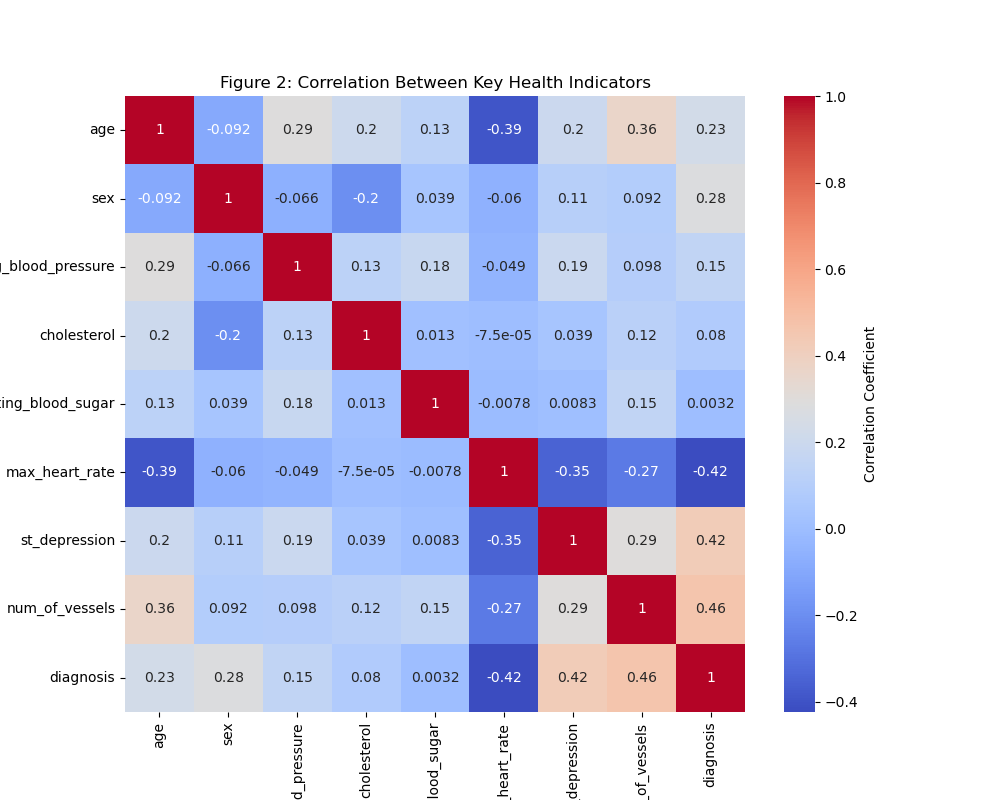 Figure 2: Correlation Between Key Health Indicators
age 1 -0.092 0.29 0.2 0.13 -0.39 0.2 0.36 0.23
sex -0.092 1 -0.066 -0.2 0.039 -0.06 0.11 0.092 0.28
g_blood_pressure 0.29 -0.066 1 0.13 0.18 -0.049 0.19 0.098 0.15
cholesterol 0.2 -0.2 0.13 1 0.013 -7.5e-05 0.039 0.12 0.08
ting_blood_sugar 0.13 0.039 0.18 0.013 1 -0.0078 0.0083 0.15 0.0032
max_heart_rate -0.39 -0.06 -0.049 -7.5e-05 -0.0078 1 -0.35 -0.27 -0.42
st_depression 0.2 0.11 0.19 0.039 0.0083 -0.35 1 0.29 0.42
num_of_vessels 0.36 0.092 0.098 0.12 0.15 -0.27 0.29 1 0.46
diagnosis 0.23 0.28 0.15 0.08 0.0032 -0.42 0.42 0.46 1
age
sex
d_pressure
cholesterol
lood_sugar
_heart_rate
_depression
_of_vessels
diagnosis
1.0
0.8
0.6
0.4
0.2
0.0
-0.2
-0.4
Correlation Coefficient